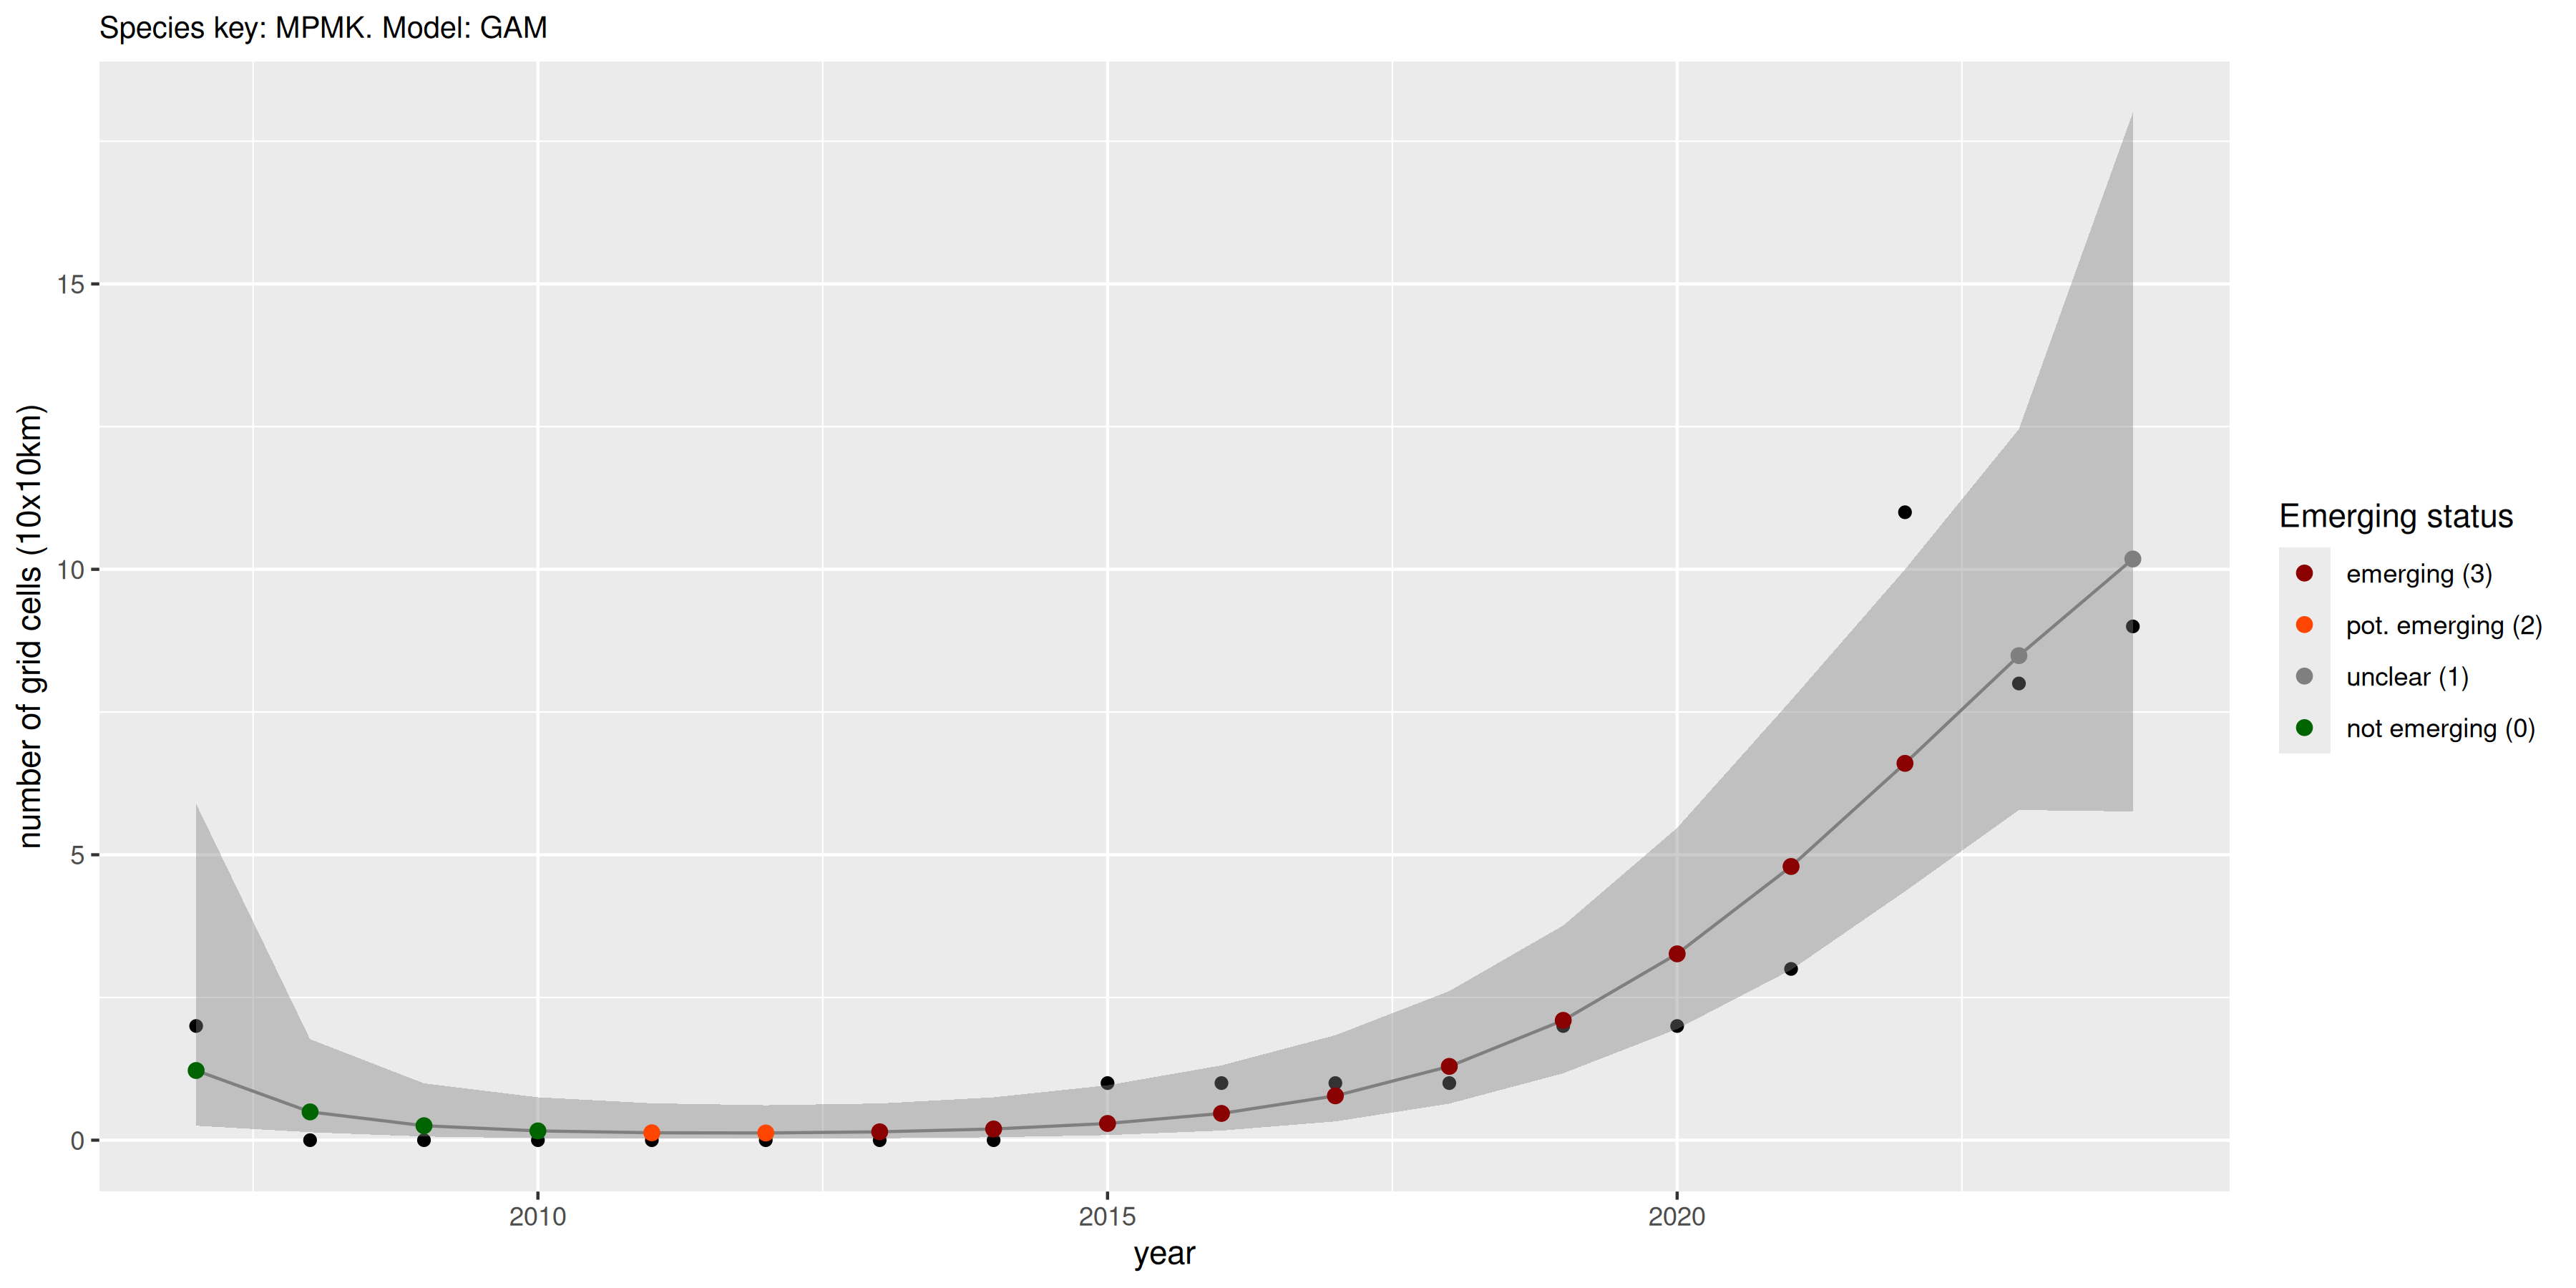 Species key: MPMK. Model: GAM
number of grid cells (10x10km)
15
10
5
0
2010
2015
2020
year
Emerging status
emerging (3)
pot. emerging (2)
unclear (1)
not emerging (0)